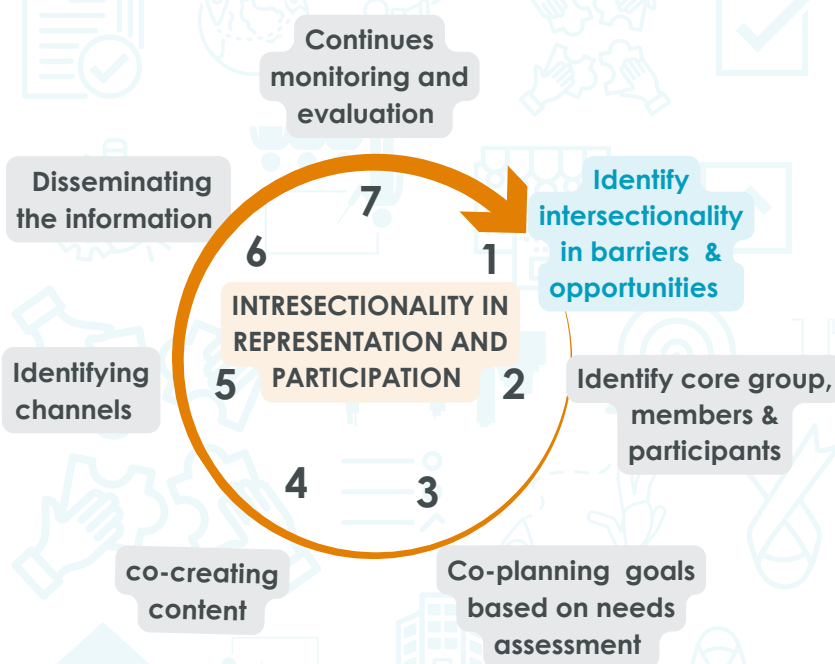 Continues
monitoring and
evaluation
7
Identify
intersectionality
in barriers &
opportunities
1
Identify core group,
members &
participants
2
Co-planning goals
based on needs
assessment
3
co-creating
content
4
Identifying
channels
5
Disseminating
the information
6
INTRESECTIONALITY IN
REPRESENTATION AND
PARTICIPATION